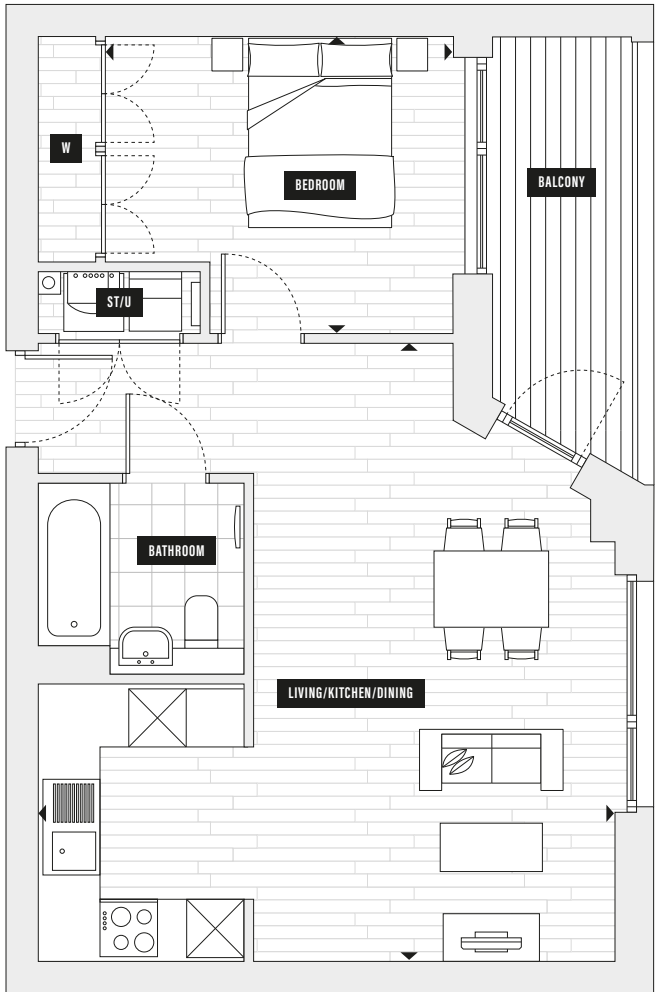 W
BEDROOM
BALCONY
ST/U
BATHROOM
LIVING/KITCHEN/DINING